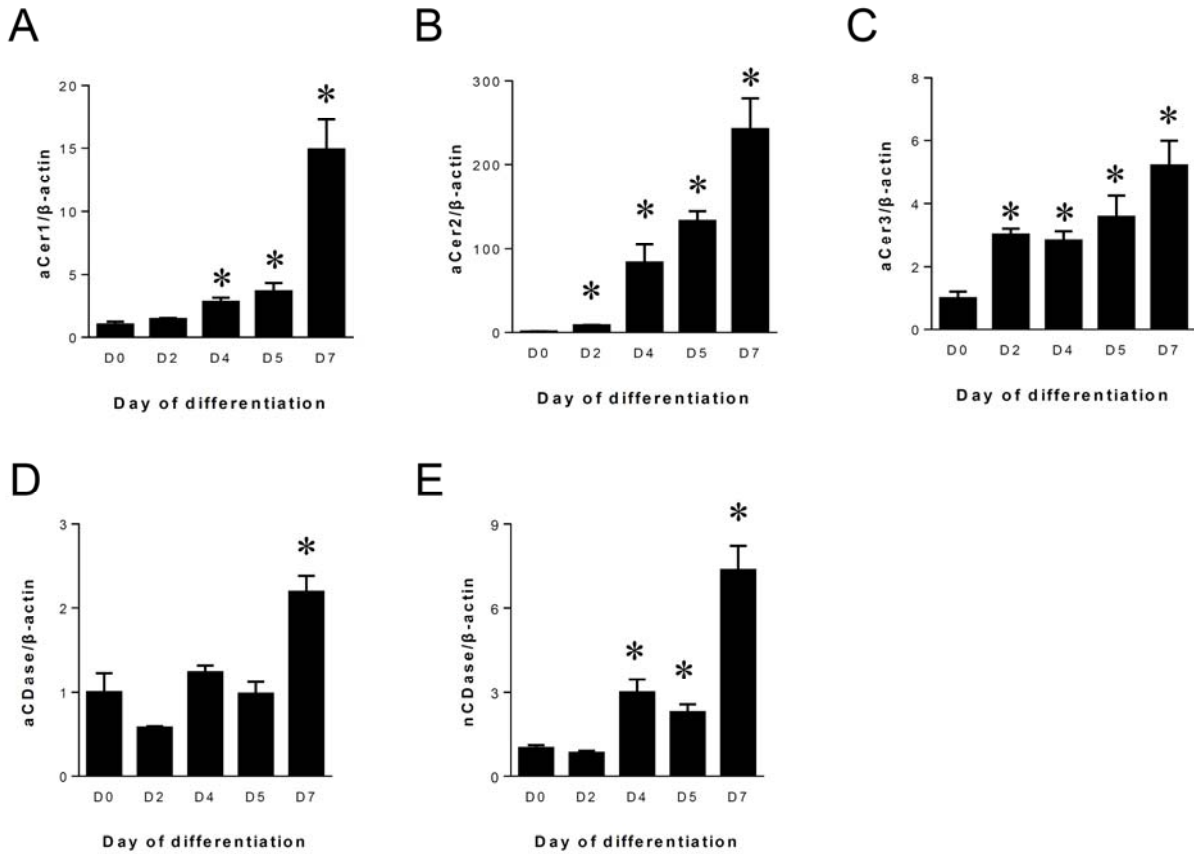 A
aCer1/β-actin
20
15
10
5
0
*
*
*
D0 D2 D4 D5 D7
Day of differentiation
B
aCer2/β-actin
300
200
100
0
*
*
*
*
D0 D2 D4 D5 D7
Day of differentiation
C
aCer3/β-actin
8
6
4
2
0
*
*
*
*
D0 D2 D4 D5 D7
Day of differentiation
D
aCDase/β-actin
3
2
1
0
*
D0 D2 D4 D5 D7
Day of differentiation
E
nCDase/β-actin
9
6
3
0
*
*
*
D0 D2 D4 D5 D7
Day of differentiation